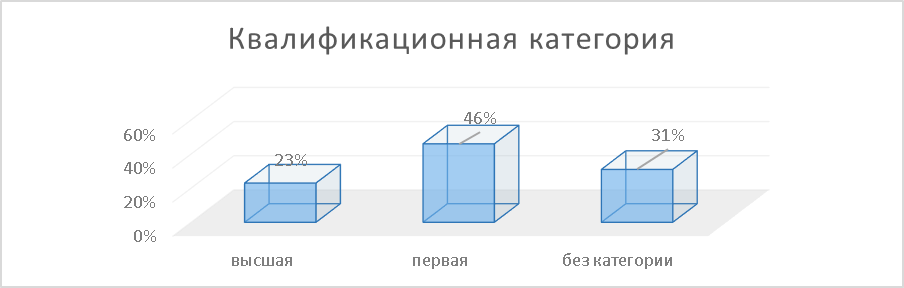 Квалификационная категория
60%
40%
20%
0%
23%
46%
31%
высшая
первая
без категории